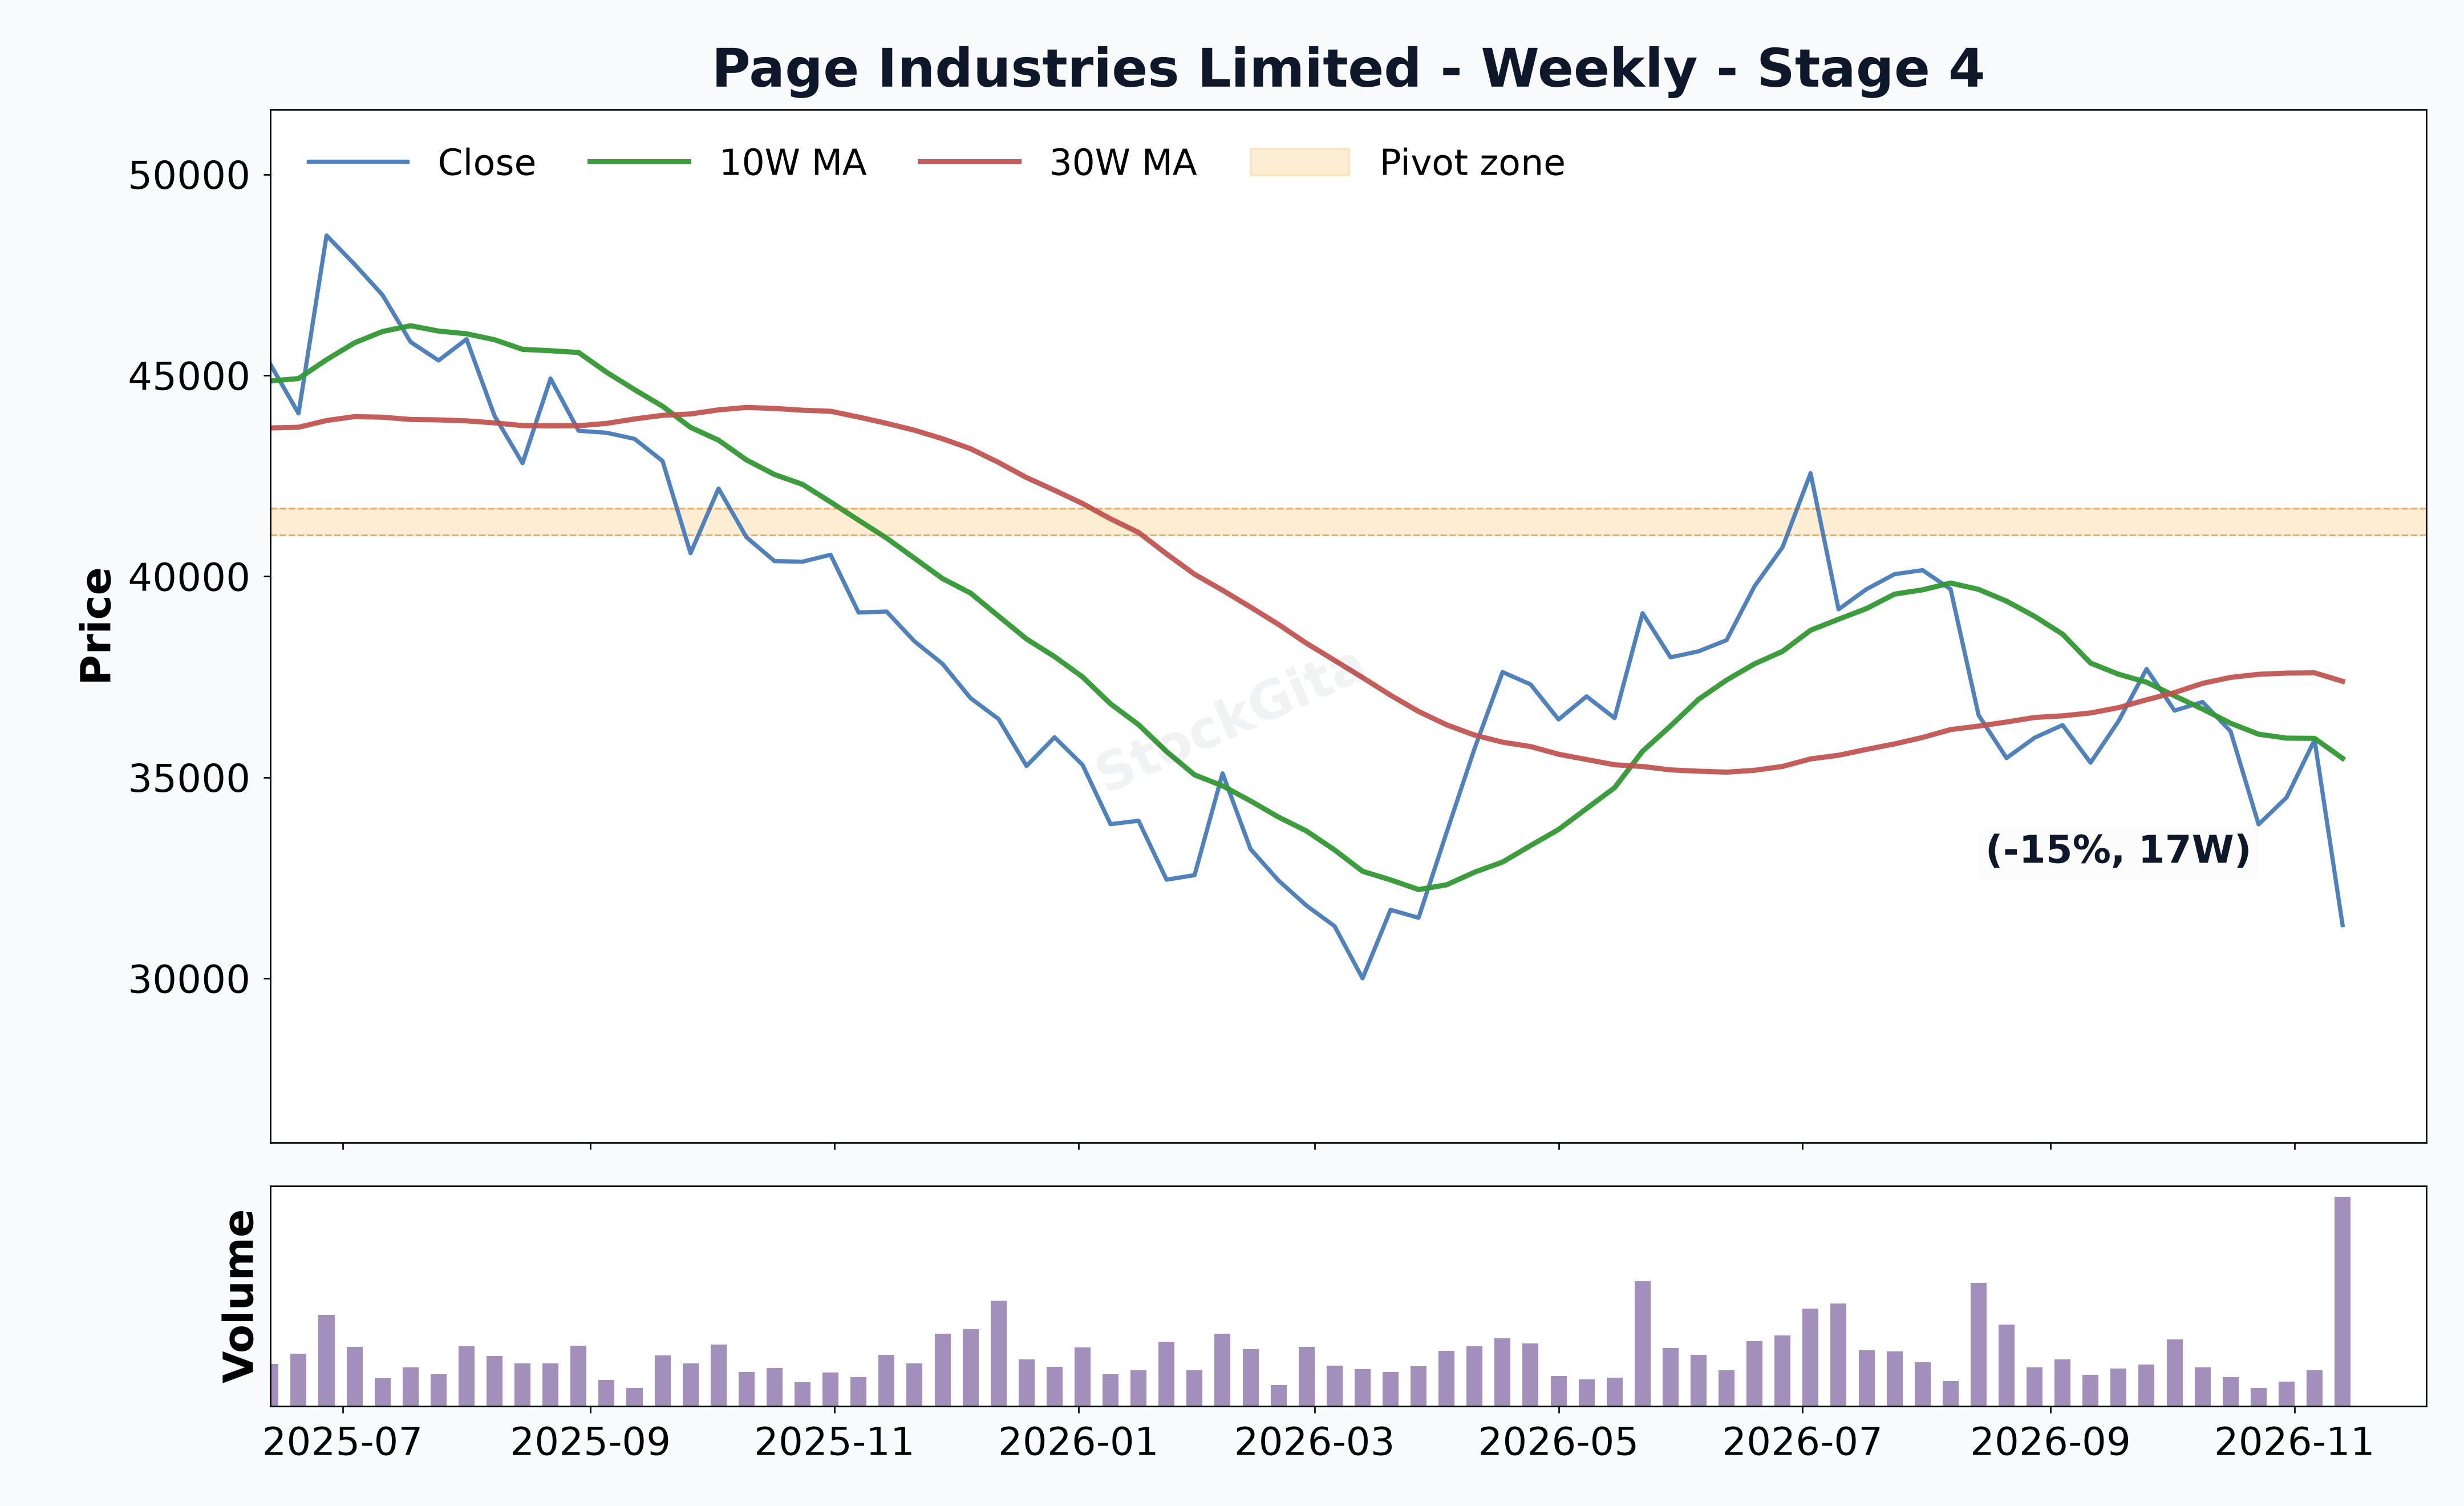 Page Industries Limited - Weekly - Stage 4
Close
10W MA
30W MA
Pivot zone
50000
45000
40000
35000
30000
Price
StockGita
(-15%, 17W)
Volume
2025-07
2025-09
2025-11
2026-01
2026-03
2026-05
2026-07
2026-09
2026-11